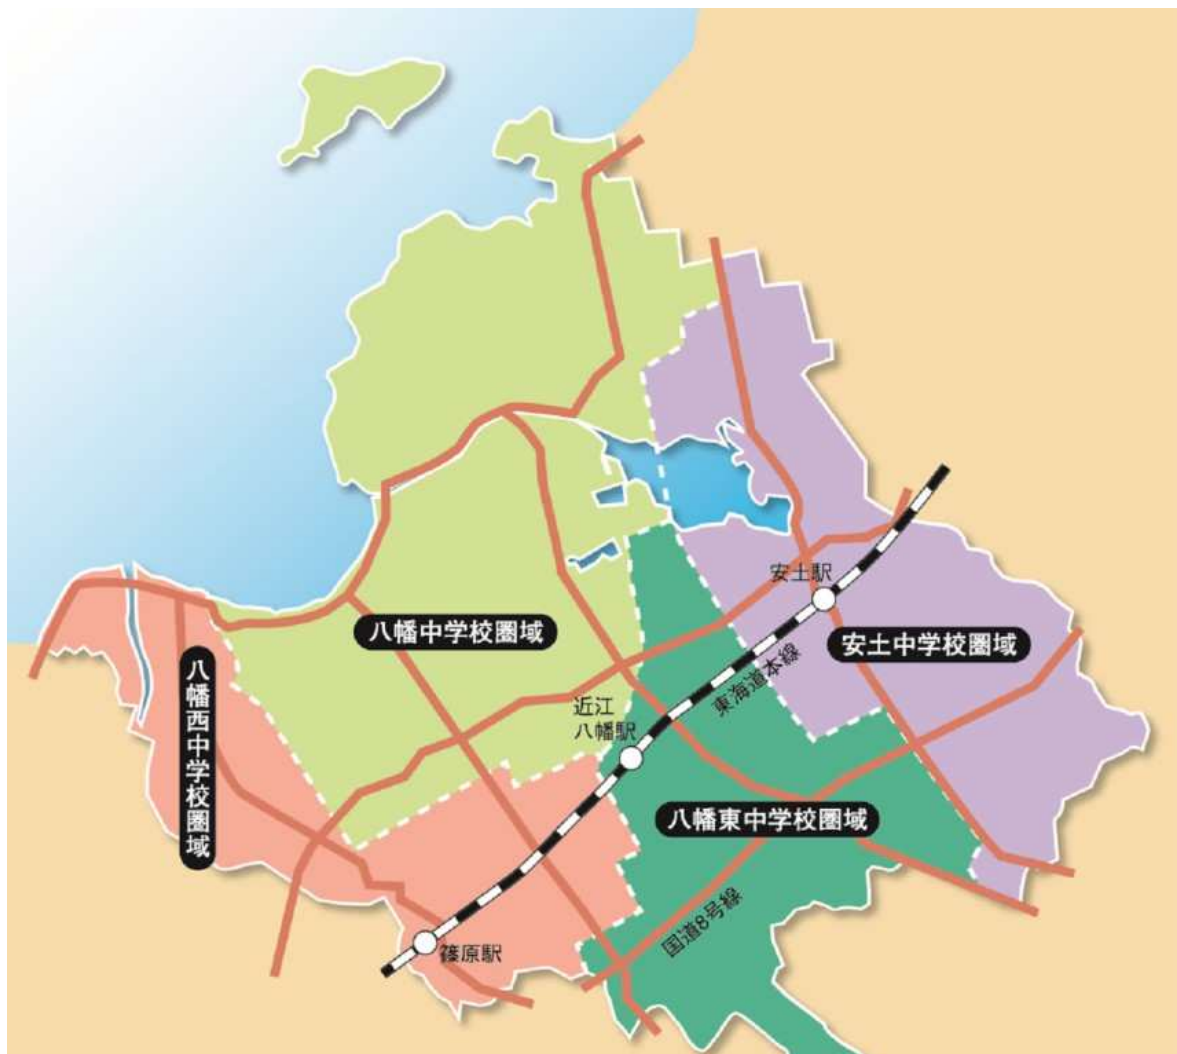 安土駅
八幡中学校圏域
安土中学校圏域
八幡西中学校圏域
東海道本線
近江
八幡駅
八幡東中学校圏域
国道8号線
篠原駅